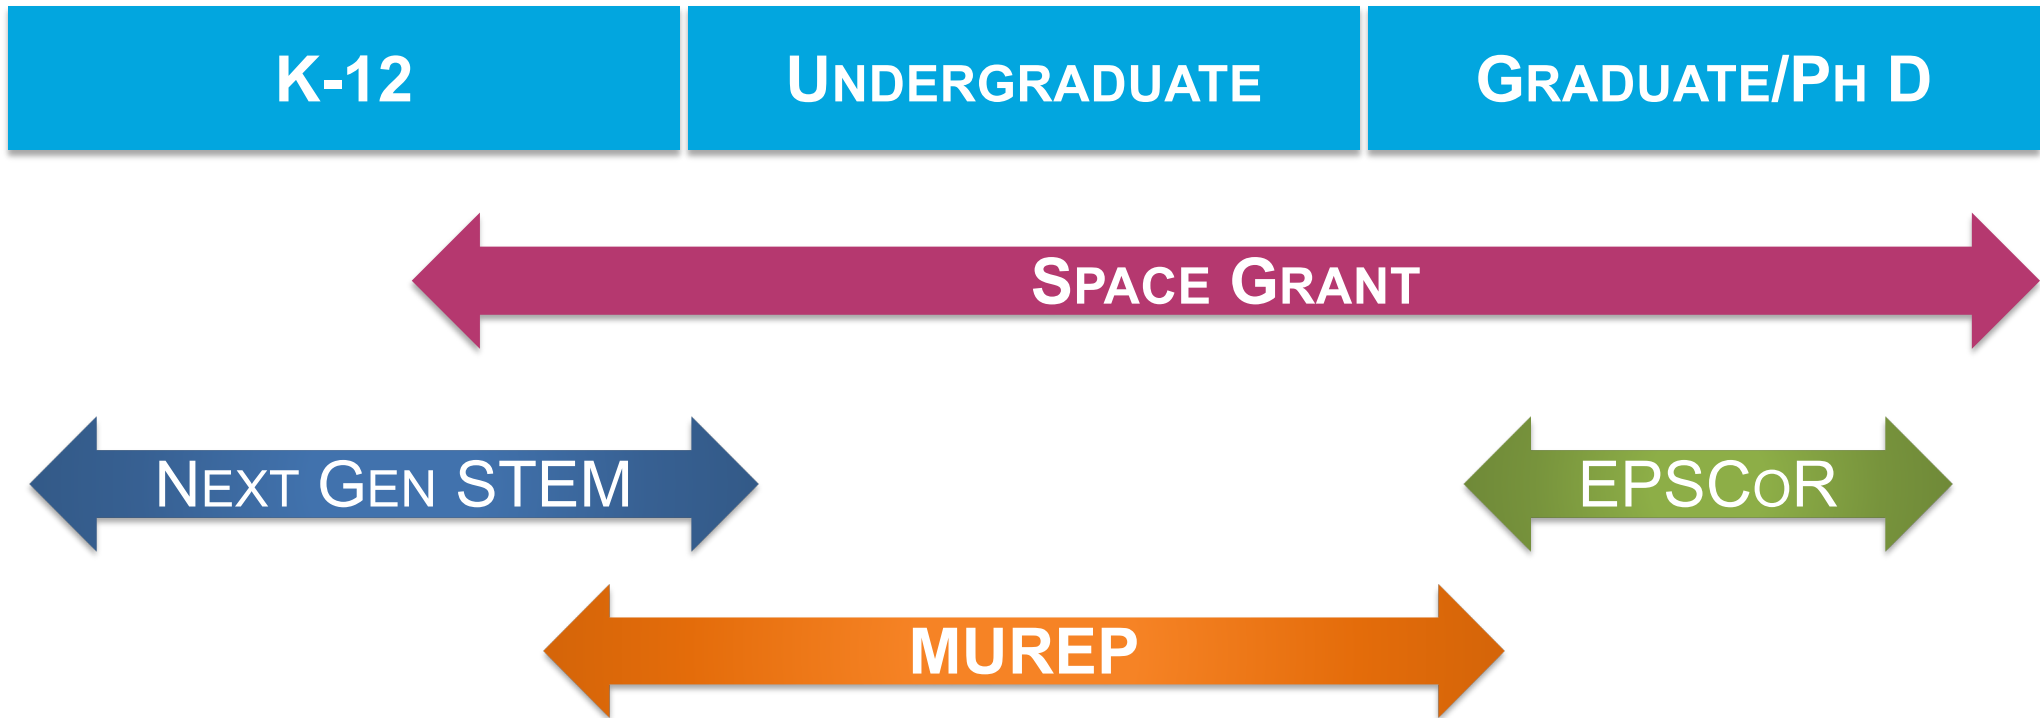 K-12
UNDERGRADUATE
GRADUATE/PH D
SPACE GRANT
NEXT GEN STEM
EPSCOR
MUREP